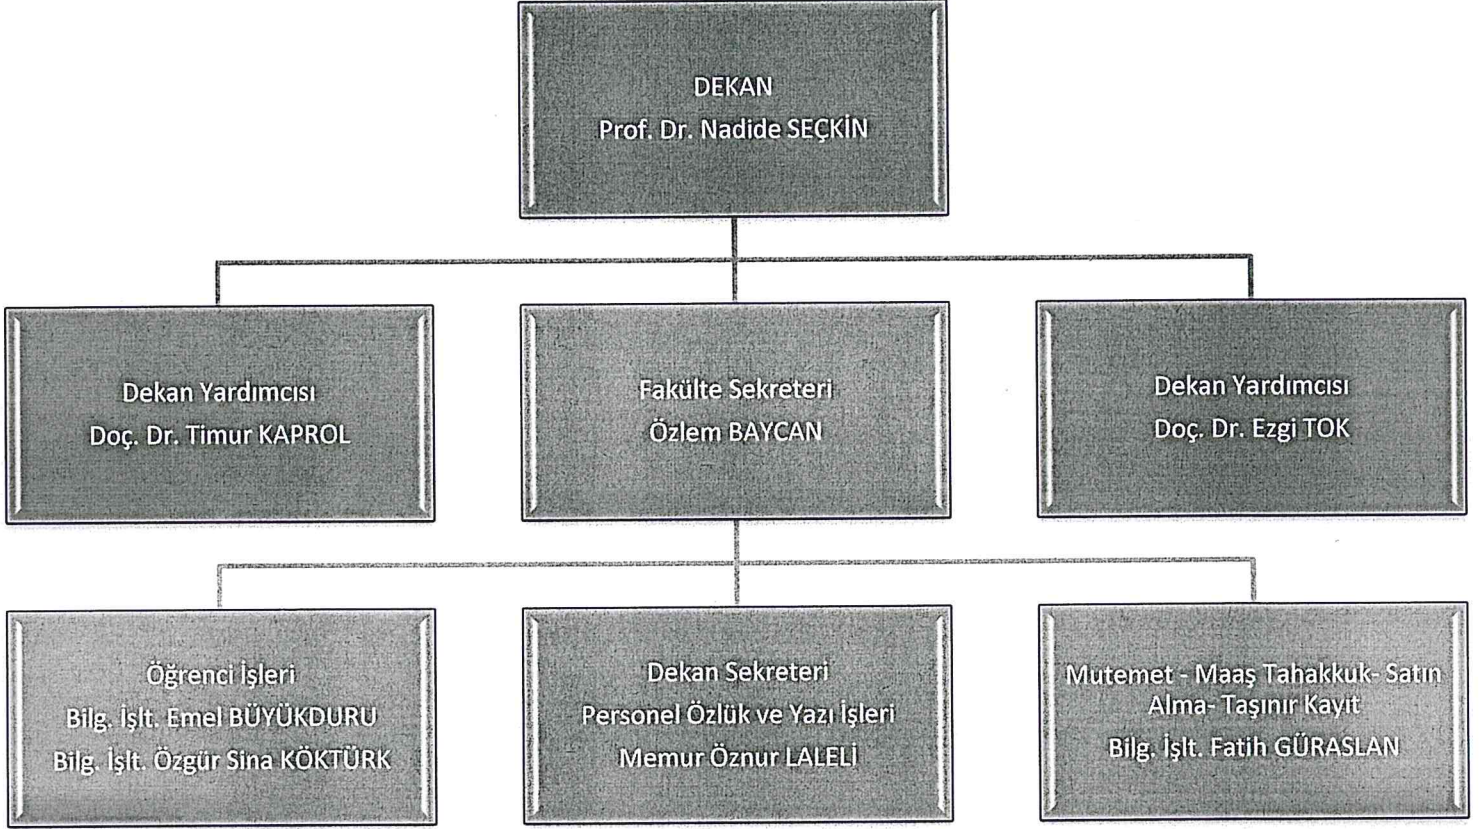 DEKAN
Prof. Dr. Nadide SEÇKİN
Dekan Yardımcısı
Doç. Dr. Timur KAPROL
Fakülte Sekreteri
Özlem BAYCAN
Dekan Yardımcısı
Doç. Dr. Ezgi TOK
Öğrenci İşleri
Bilg. İşlt. Emel BÜYÜKDURU
Bilg. İşlt. Özgür Sina KÖKTÜRK
Dekan Sekreteri
Personel Özlük ve Yazı İşleri
Memur Öznur LALELİ
Mutemet - Maaş Tahakkuk- Satın
Alma- Taşınır Kayıt
Bilg. İşlt. Fatih GÜRASLAN